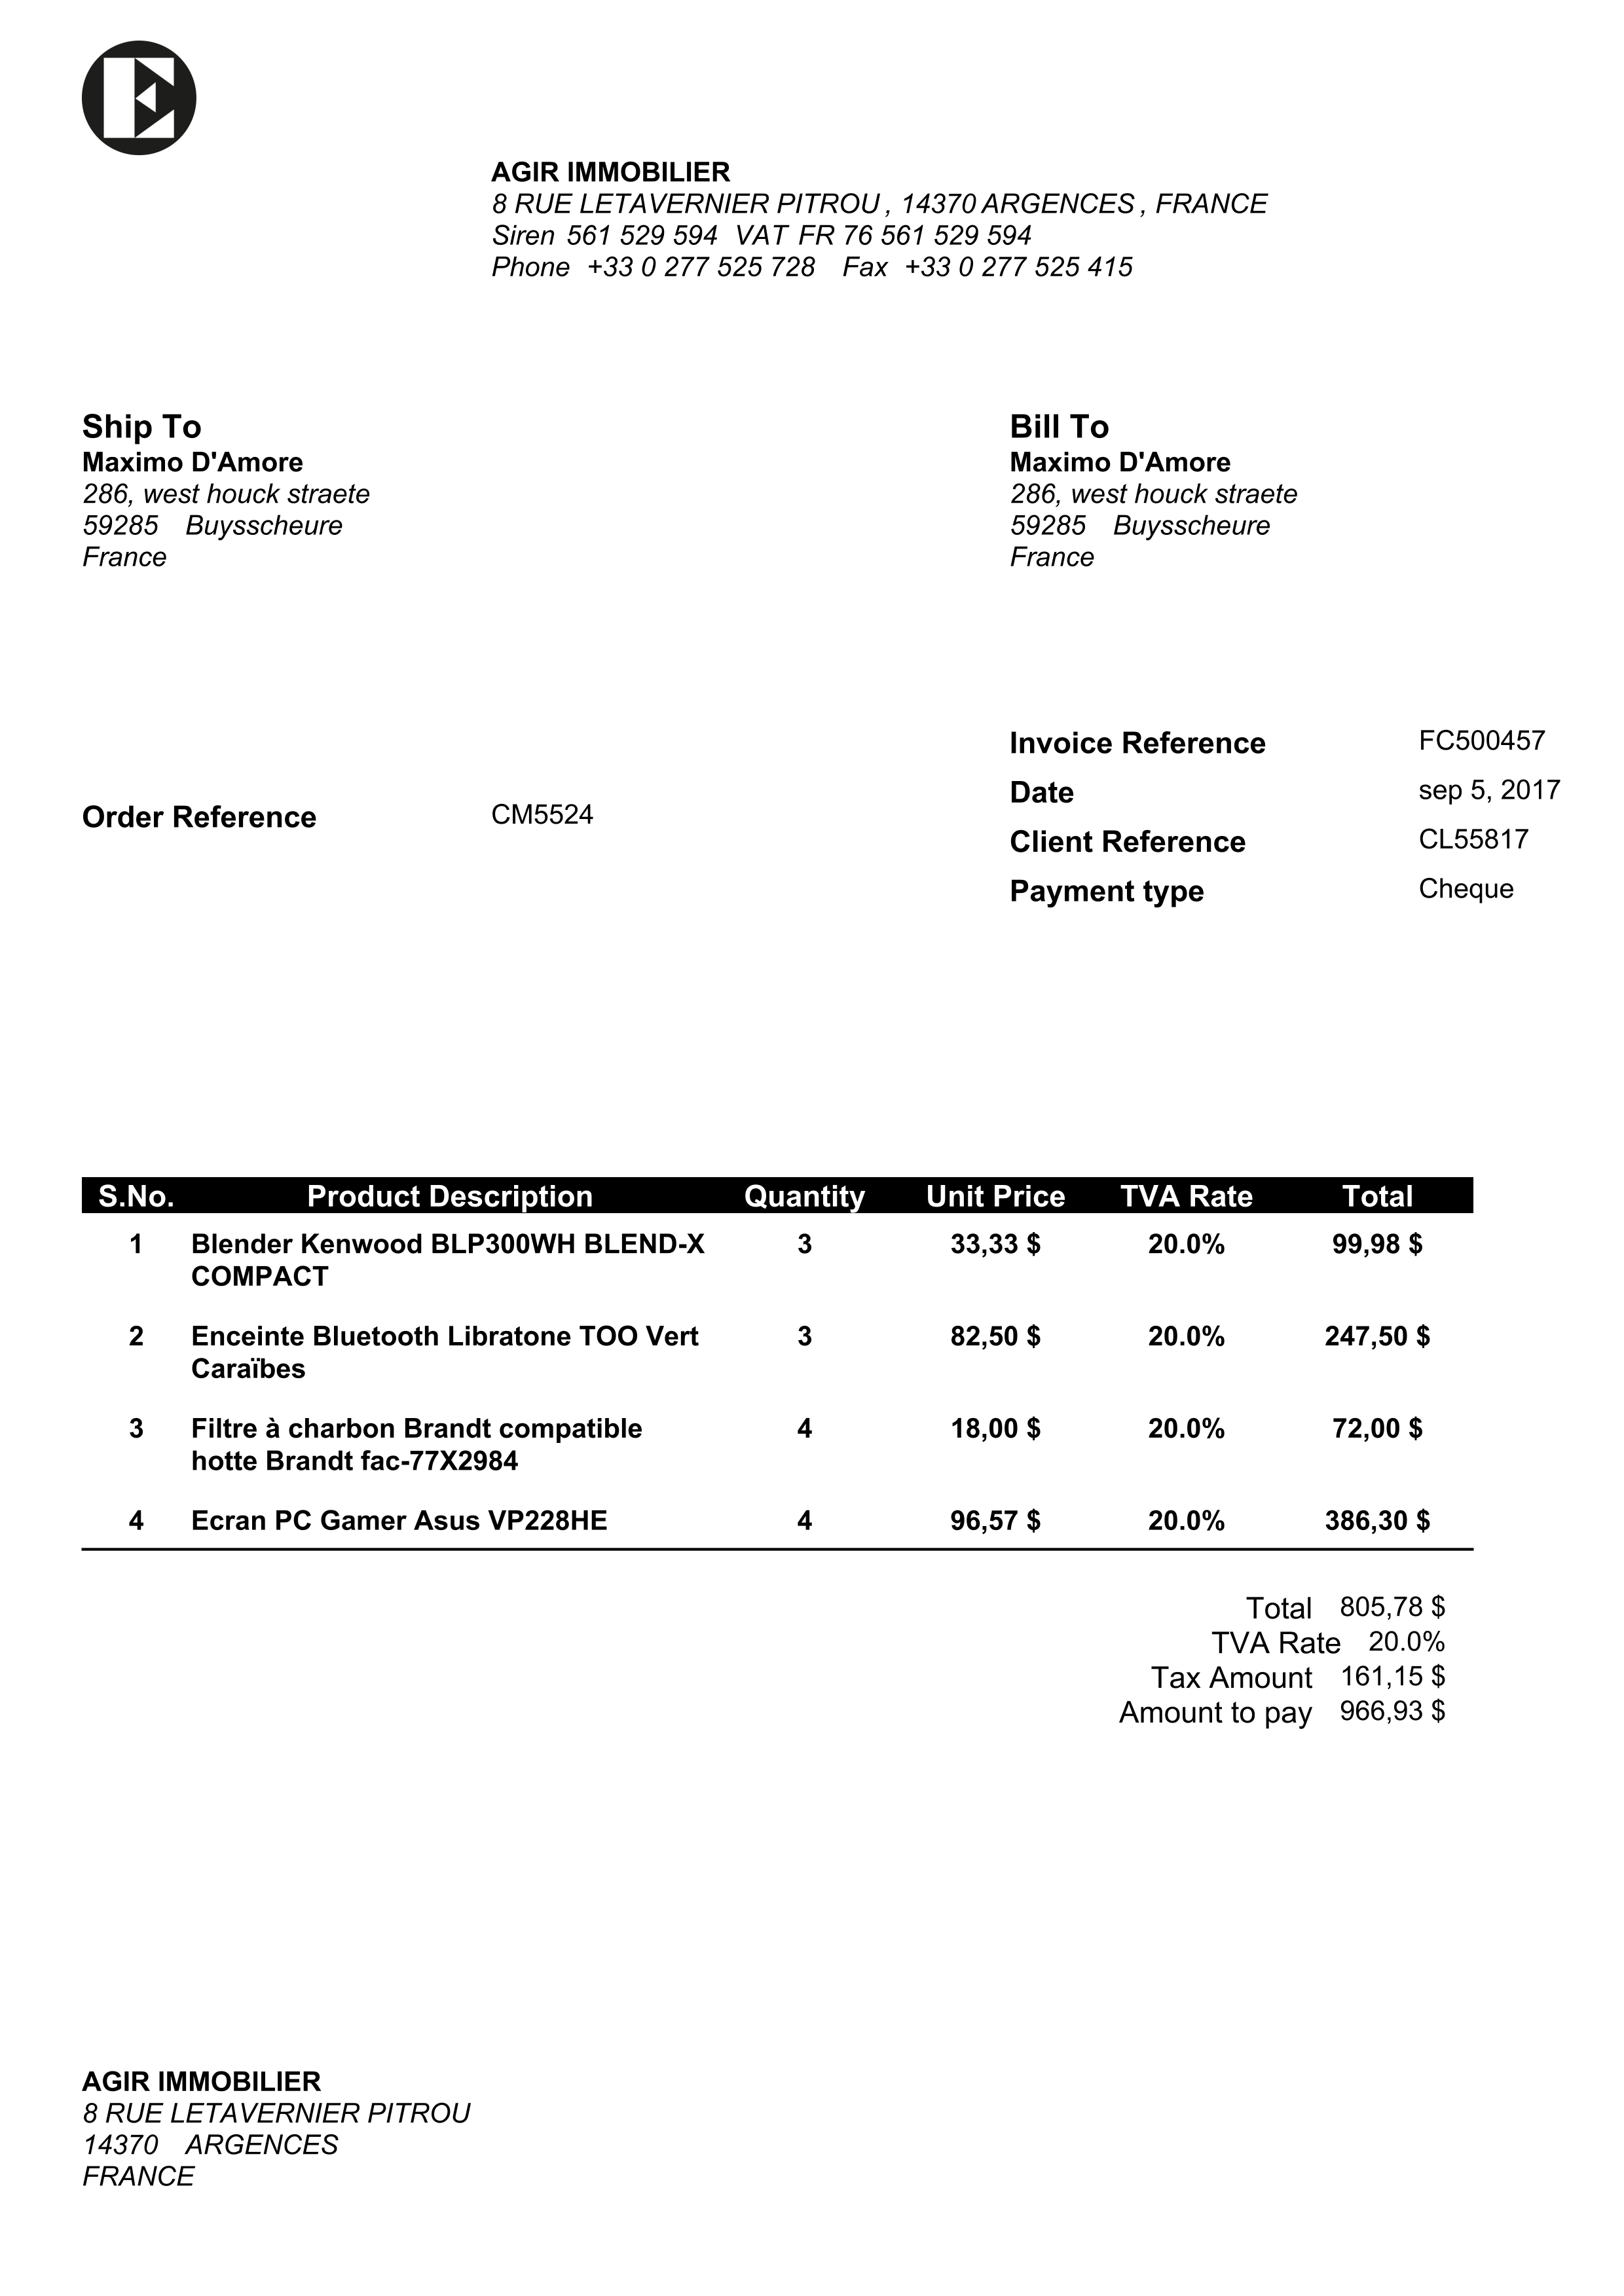 E
AGIR IMMOBILIER
8 RUE LETAVERNIER PITROU , 14370 ARGENCES , FRANCE
Siren 561 529 594 VAT FR 76 561 529 594
Phone +33 0 277 525 728 Fax +33 0 277 525 415
Ship To
Maximo D'Amore
286, west houck straete
59285 Buysscheure
France
Bill To
Maximo D'Amore
286, west houck straete
59285 Buysscheure
France
Order Reference CM5524
Invoice Reference FC500457
Date sep 5, 2017
Client Reference CL55817
Payment type Cheque
S.No. Product Description Quantity Unit Price TVA Rate Total
1 Blender Kenwood BLP300WH BLEND-X 3 33,33 $ 20.0% 99,98 $
COMPACT
2 Enceinte Bluetooth Libratone TOO Vert 3 82,50 $ 20.0% 247,50 $
Caraïbes
3 Filtre à charbon Brandt compatible 4 18,00 $ 20.0% 72,00 $
hotte Brandt fac-77X2984
4 Ecran PC Gamer Asus VP228HE 4 96,57 $ 20.0% 386,30 $
Total 805,78 $
TVA Rate 20.0%
Tax Amount 161,15 $
Amount to pay 966,93 $
AGIR IMMOBILIER
8 RUE LETAVERNIER PITROU
14370 ARGENCES
FRANCE